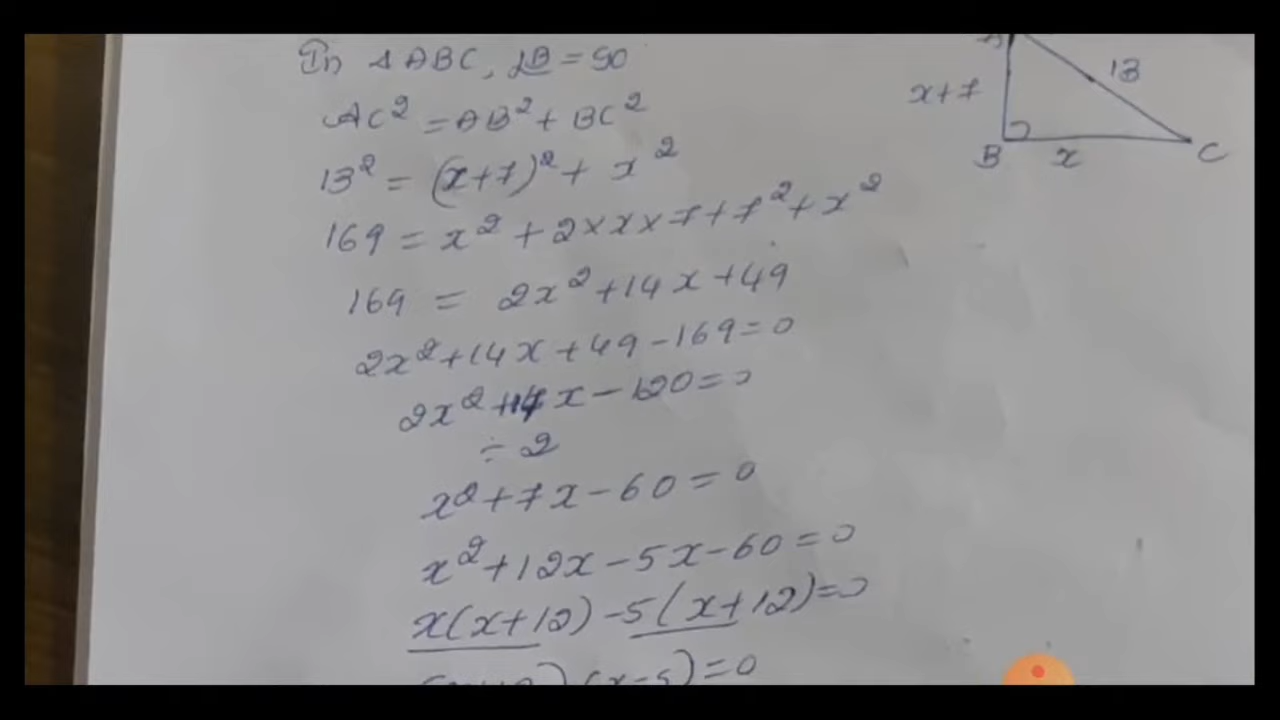 In △ABC, ∠B = 90
AC² = AB² + BC²
13² = (x+7)² + x²
169 = x² + 2×x×7+7²+x²
169 = 2x²+14x+49
2x²+14x+49-169=0
2x²+14x-120=0
÷2
x²+7x-60=0
x²+12x-5x-60=0
x(x+12)-5(x+12)=0
(x-5)=0
A
13
x+7
B
x
C